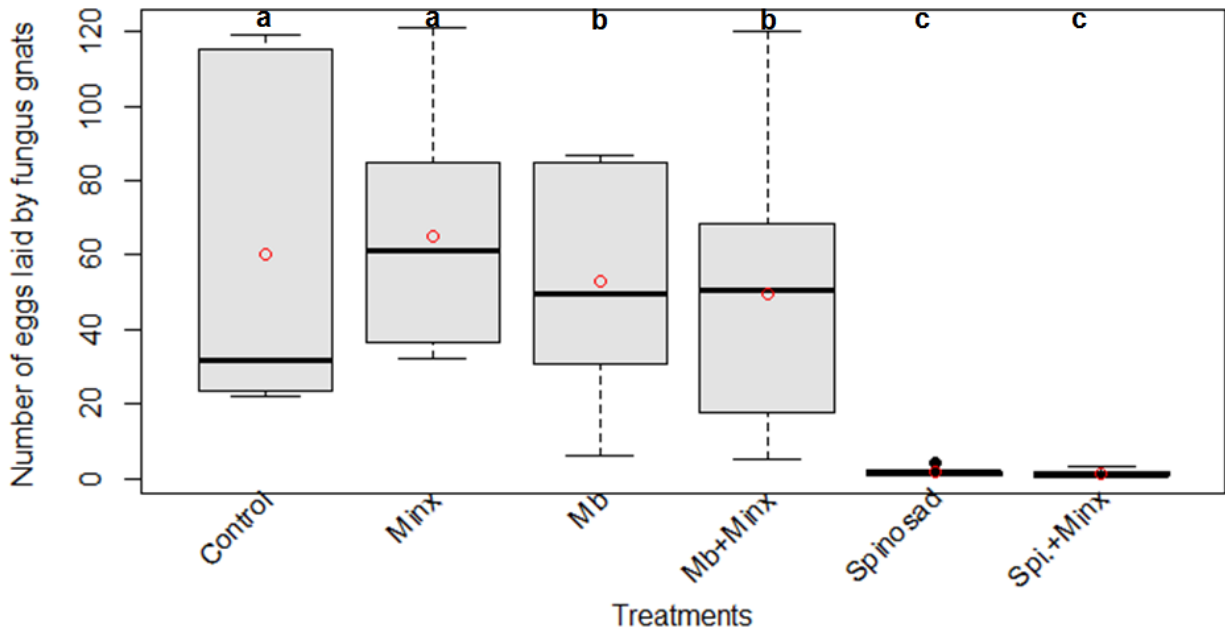 a a b b c c
Number of eggs laid by fungus gnats
120
100
80
60
40
20
0
Control Minx Mb Mb+Minx Spinosad Spi.+Minx
Treatments